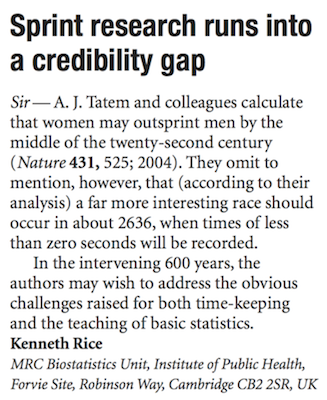 Sprint research runs into
a credibility gap
Sir — A. J. Tatem and colleagues calculate
that women may outsprint men by the
middle of the twenty-second century
(Nature 431, 525; 2004). They omit to
mention, however, that (according to their
analysis) a far more interesting race should
occur in about 2636, when times of less
than zero seconds will be recorded.
In the intervening 600 years, the
authors may wish to address the obvious
challenges raised for both time-keeping
and the teaching of basic statistics.
Kenneth Rice
MRC Biostatistics Unit, Institute of Public Health,
Forvie Site, Robinson Way, Cambridge CB2 2SR, UK